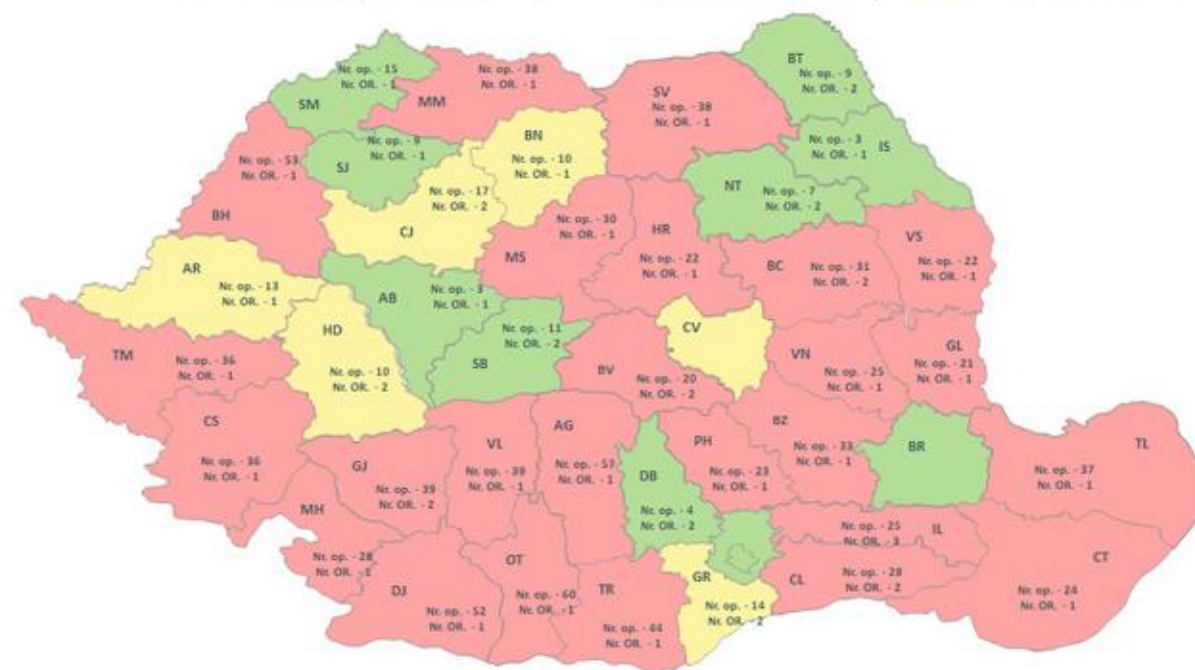 SM
Nr. op. - 15
Nr. OR. - 1
MM
Nr. op. - 38
Nr. OR. - 1
SV
Nr. op. - 38
Nr. OR. - 1
BT
Nr. op. - 9
Nr. OR. - 2
BH
Nr. op. - 53
Nr. OR. - 1
SJ
Nr. op. - 9
Nr. OR. - 1
BN
Nr. op. - 10
Nr. OR. - 1
IS
Nr. op. - 3
Nr. OR. - 1
CJ
Nr. op. - 17
Nr. OR. - 2
NT
Nr. op. - 7
Nr. OR. - 2
MS
Nr. op. - 30
Nr. OR. - 1
HR
Nr. op. - 22
Nr. OR. - 1
BC
Nr. op. - 31
Nr. OR. - 2
VS
Nr. op. - 22
Nr. OR. - 1
AR
Nr. op. - 13
Nr. OR. - 1
AB
Nr. op. - 3
Nr. OR. - 1
HD
Nr. op. - 10
Nr. OR. - 2
SB
Nr. op. - 11
Nr. OR. - 2
CV
TM
Nr. op. - 36
Nr. OR. - 1
BV
Nr. op. - 20
Nr. OR. - 2
VN
Nr. op. - 25
Nr. OR. - 1
GL
Nr. op. - 21
Nr. OR. - 1
CS
Nr. op. - 36
Nr. OR. - 1
GJ
Nr. op. - 39
Nr. OR. - 2
VL
Nr. op. - 39
Nr. OR. - 1
AG
Nr. op. - 57
Nr. OR. - 1
DB
Nr. op. - 4
Nr. OR. - 2
PH
Nr. op. - 23
Nr. OR. - 1
BZ
Nr. op. - 33
Nr. OR. - 1
BR
TL
Nr. op. - 37
Nr. OR. - 1
MH
Nr. op. - 28
Nr. OR. - 1
DJ
Nr. op. - 52
Nr. OR. - 1
OT
Nr. op. - 60
Nr. OR. - 1
TR
Nr. op. - 44
Nr. OR. - 1
GR
Nr. op. - 14
Nr. OR. - 2
IL
Nr. op. - 25
Nr. OR. - 3
CL
Nr. op. - 28
Nr. OR. - 2
CT
Nr. op. - 24
Nr. OR. - 1